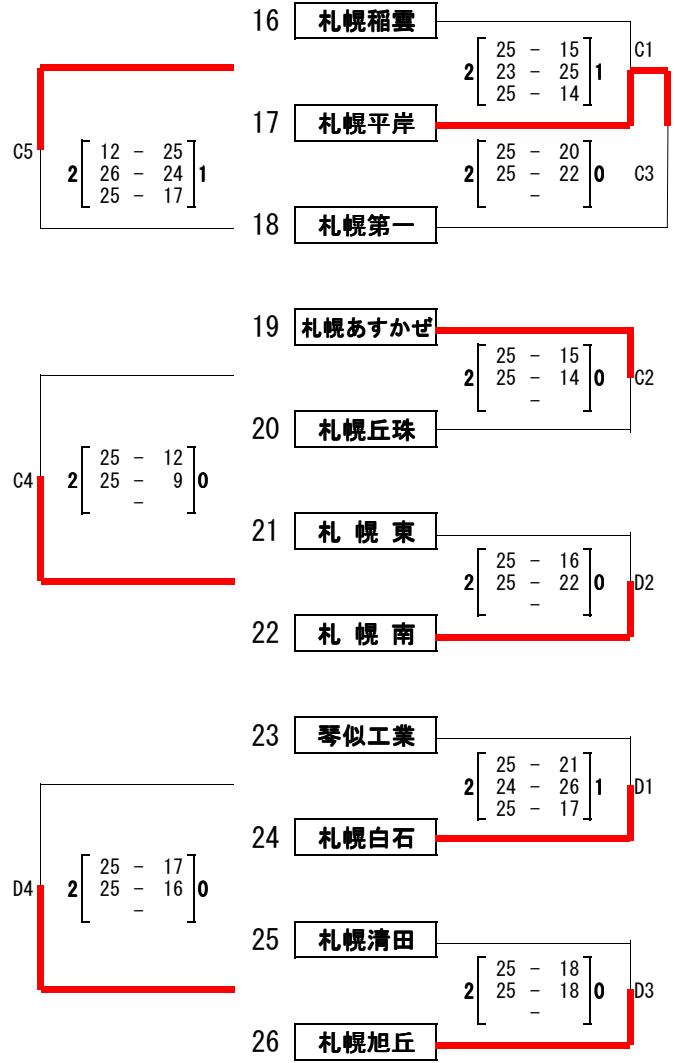 16 札幌稲雲
C1
2 25 － 15 1
23 － 25
25 － 14
17 札幌平岸
C5
2 12 － 25 1
26 － 24
25 － 17
2 25 － 20 0
25 － 22
－
C3
18 札幌第一
19 札幌あすかぜ
2 25 － 15 0
25 － 14
－
C2
20 札幌丘珠
C4
2 25 － 12 0
25 － 9
－
21 札幌東
2 25 － 16 0
25 － 22
－
D2
22 札幌南
23 琴似工業
2 25 － 21 1
24 － 26
25 － 17
D1
24 札幌白石
D4
2 25 － 17 0
25 － 16
－
25 札幌清田
2 25 － 18 0
25 － 18
－
D3
26 札幌旭丘